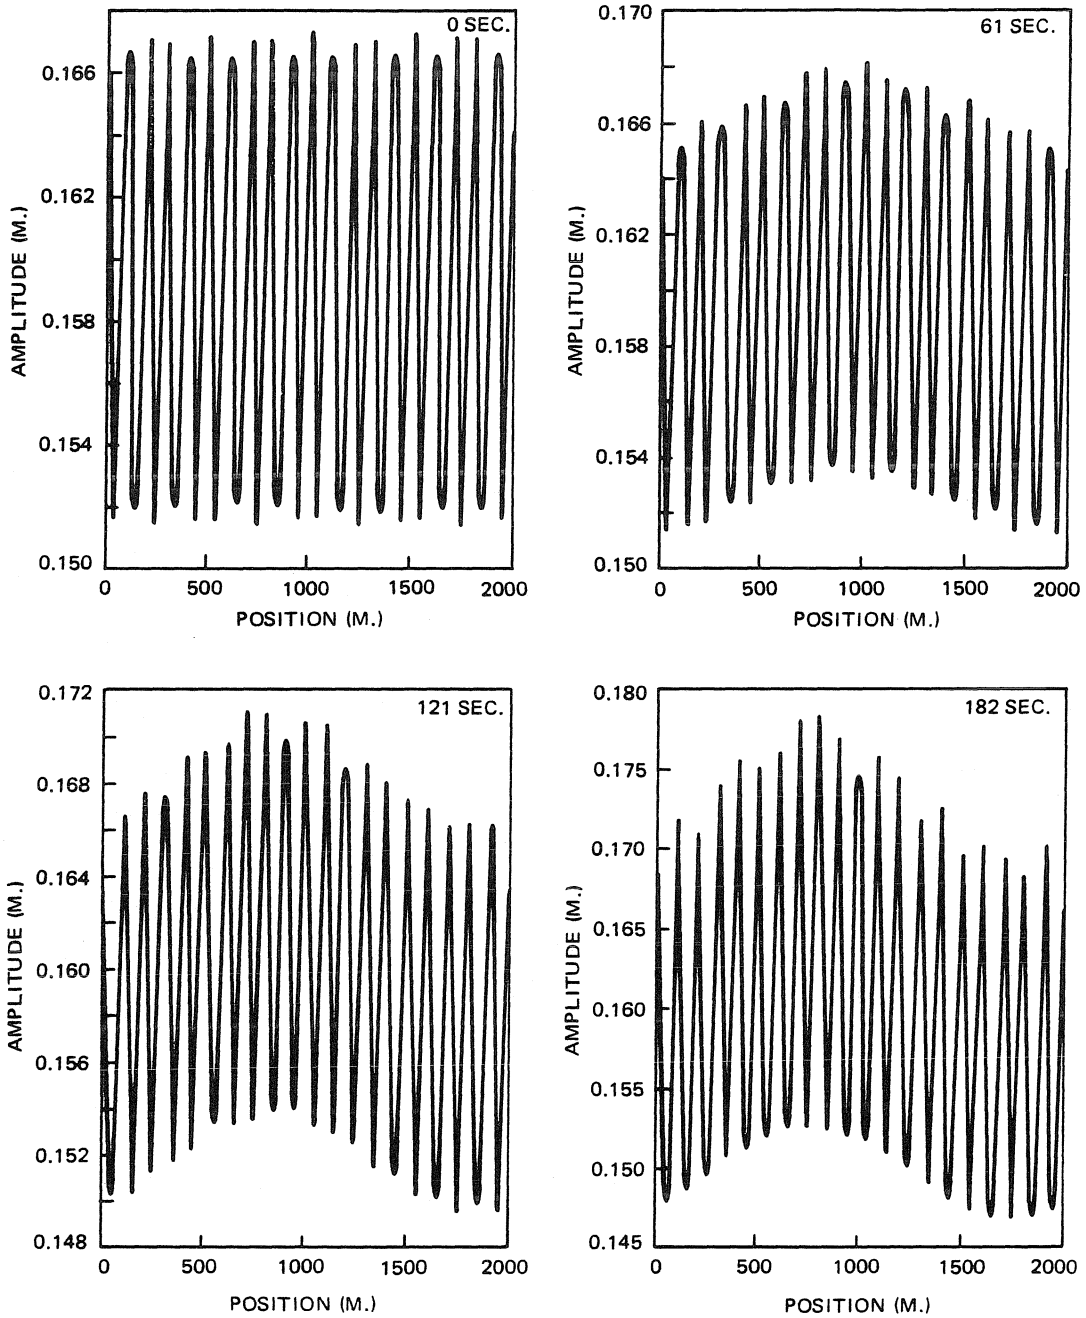 0 SEC.
0.166
0.162
0.158
0.154
0.150
AMPLITUDE (M.)
0 500 1000 1500 2000
POSITION (M.)
61 SEC.
0.170
0.166
0.162
0.158
0.154
0.150
AMPLITUDE (M.)
0 500 1000 1500 2000
POSITION (M.)
121 SEC.
0.172
0.168
0.164
0.160
0.156
0.152
0.148
AMPLITUDE (M.)
0 500 1000 1500 2000
POSITION (M.)
182 SEC.
0.180
0.175
0.170
0.165
0.160
0.155
0.150
0.145
AMPLITUDE (M.)
0 500 1000 1500 2000
POSITION (M.)